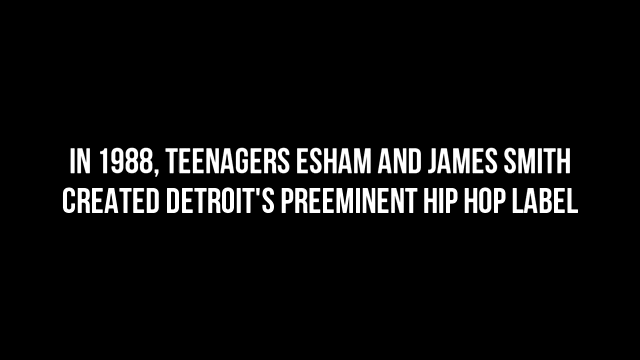 IN 1988, TEENAGERS ESHAM AND JAMES SMITH
CREATED DETROIT'S PREEMINENT HIP HOP LABEL